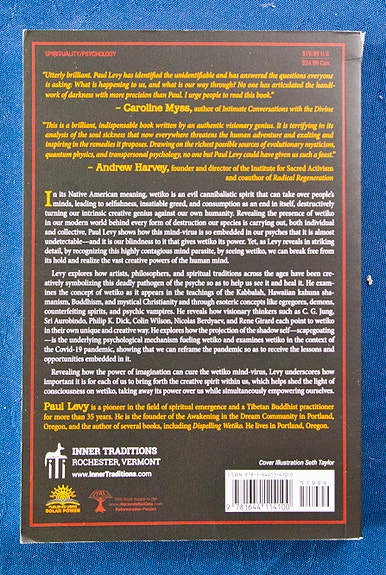 SPIRITUALITY/PSYCHOLOGY
$19.99 U.S.
$24.99 Can.
"Utterly brilliant. Paul Levy has identified the unidentifiable and has answered the questions everyone
is asking: What is happening to us, and what is our way through? No one has articulated the handi-
work of darkness with more precision than Paul. I urge people to read this book."
– Caroline Myss, author of Intimate Conversations with the Divine
"This is a brilliant, indispensable book written by an authentic visionary genius. It is terrifying in its
analysis of the soul sickness that now everywhere threatens the human adventure and exalting and
inspiring in the remedies it proposes. Drawing on the richest possible sources of evolutionary mysticism,
quantum physics, and transpersonal psychology, no one but Paul Levy could have given us such a feast."
– Andrew Harvey, founder and director of the Institute for Sacred Activism
and coauthor of Radical Regeneration
In its Native American meaning, wetiko is an evil cannibalistic spirit that can take over people's
minds, leading to selfishness, insatiable greed, and consumption as an end in itself, destructively
turning our intrinsic creative genius against our own humanity. Revealing the presence of wetiko
in our modern world behind every form of destruction our species is carrying out, both individual
and collective, Paul Levy shows how this mind-virus is so embedded in our psyches that it is almost
undetectable—and it is our blindness to it that gives wetiko its power. Yet, as Levy reveals in striking
detail, by recognizing this highly contagious mind parasite, by seeing wetiko, we can break free from
its hold and realize the vast creative powers of the human mind.
Levy explores how artists, philosophers, and spiritual traditions across the ages have been cre-
atively symbolizing this deadly pathogen of the psyche so as to help us see it and heal it. He exam-
ines the concept of wetiko as it appears in the teachings of the Kabbalah, Hawaiian kahuna sha-
manism, Buddhism, and mystical Christianity and through esoteric concepts like egregores, demons,
counterfeiting spirits, and psychic vampires. He reveals how visionary thinkers such as C. G. Jung,
Sri Aurobindo, Philip K. Dick, Colin Wilson, Nicolas Berdyaev, and Rene Girard each point to wetiko
in their own unique and creative way. He explores how the projection of the shadow self—scapegoating
—is the underlying psychological mechanism fueling wetiko and examines wetiko in the context of
the Covid-19 pandemic, showing that we can reframe the pandemic so as to receive the lessons and
opportunities embedded in it.
Revealing how the power of imagination can cure the wetiko mind-virus, Levy underscores how
important it is for each of us to bring forth the creative spirit within us, which helps shed the light of
consciousness on wetiko, taking away its power over us while simultaneously empowering ourselves.
Paul Levy is a pioneer in the field of spiritual emergence and a Tibetan Buddhist practitioner
for more than 35 years. He is the founder of the Awakening in the Dream Community in Portland,
Oregon, and the author of several books, including Dispelling Wetiko. He lives in Portland, Oregon.
INNER TRADITIONS
ROCHESTER, VERMONT
www.InnerTraditions.com
Cover Illustration Seth Taylor
ISBN 978-1-64411-410-0
51999
9 781644 114100
PUBLISHED USING
SOLAR POWER
This Book Supports the
Reforestation Project